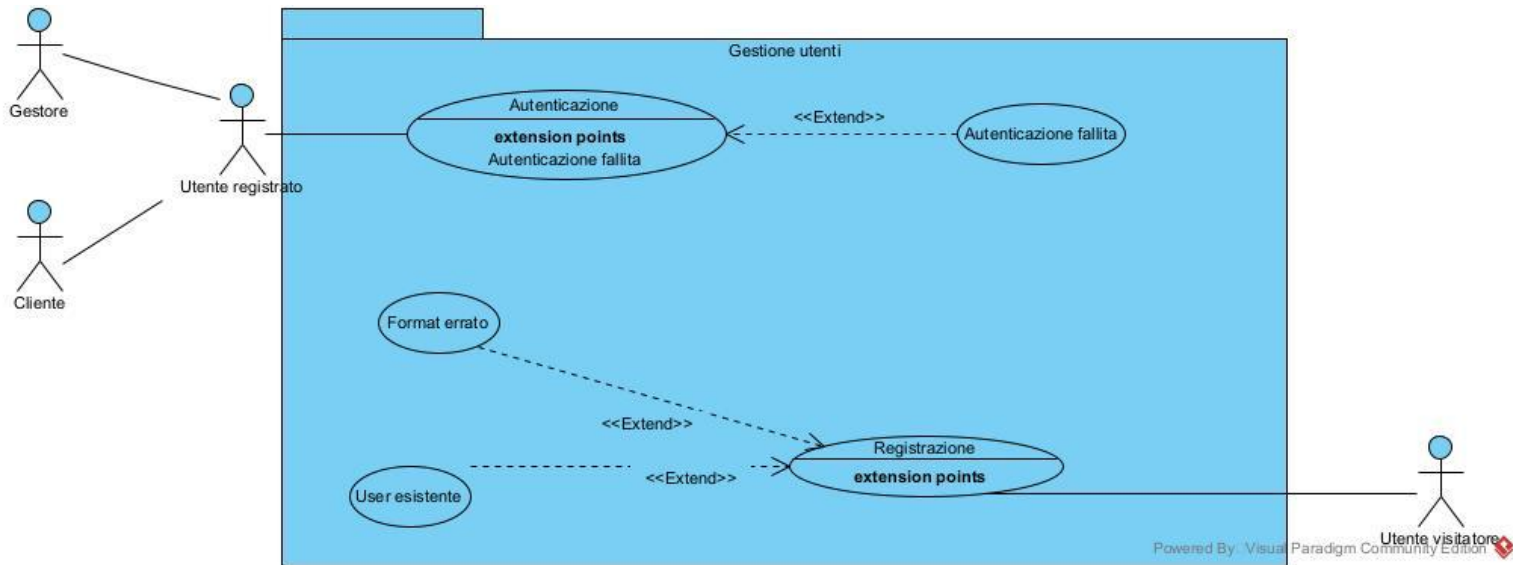 Gestione utenti
Gestore
Autenticazione
extension points
Autenticazione fallita
<<Extend>>
Autenticazione fallita
Utente registrato
Cliente
Format errato
<<Extend>>
Registrazione
extension points
<<Extend>>
User esistente
Utente visitatore
Powered By: Visual Paradigm Community Edition